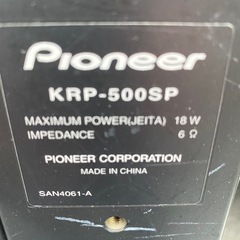 Pioneer
KRP-500SP
MAXIMUM POWER(JEITA) 18 W
IMPEDANCE 6 Ω
PIONEER CORPORATION
MADE IN CHINA
SAN4061-A